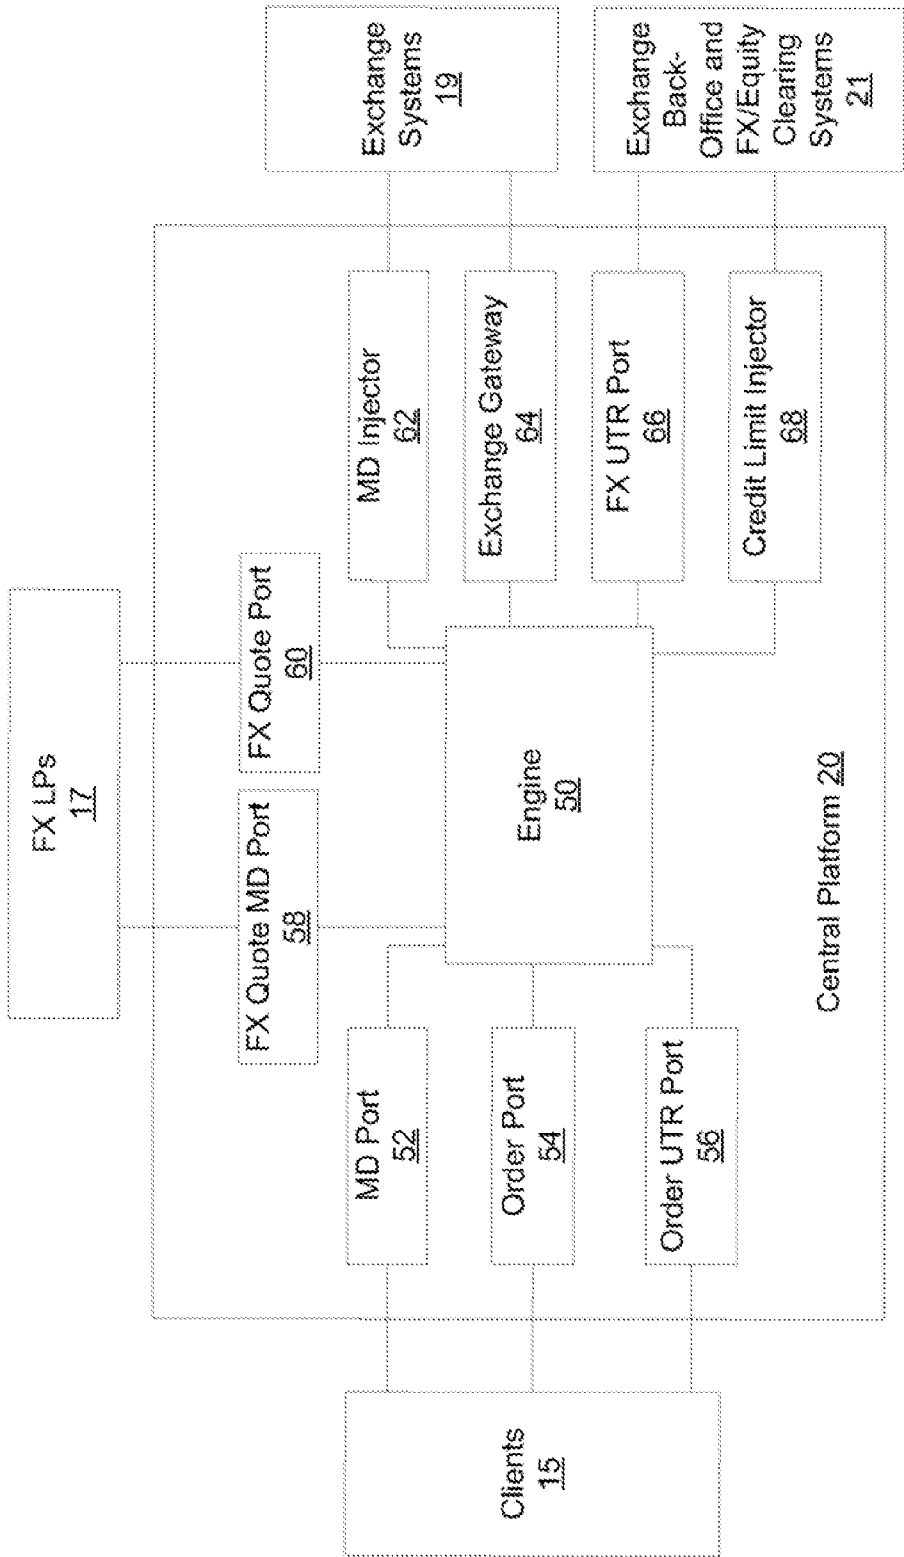 FX LPs
17
FX Quote MD Port
58
FX Quote Port
60
Clients
15
MD Port
52
Order Port
54
Order UTR Port
56
Engine
50
MD Injector
62
Exchange Gateway
64
FX UTR Port
66
Credit Limit Injector
68
Exchange
Systems
19
Exchange
Back-
Office and
FX/Equity
Clearing
Systems
21
Central Platform 20